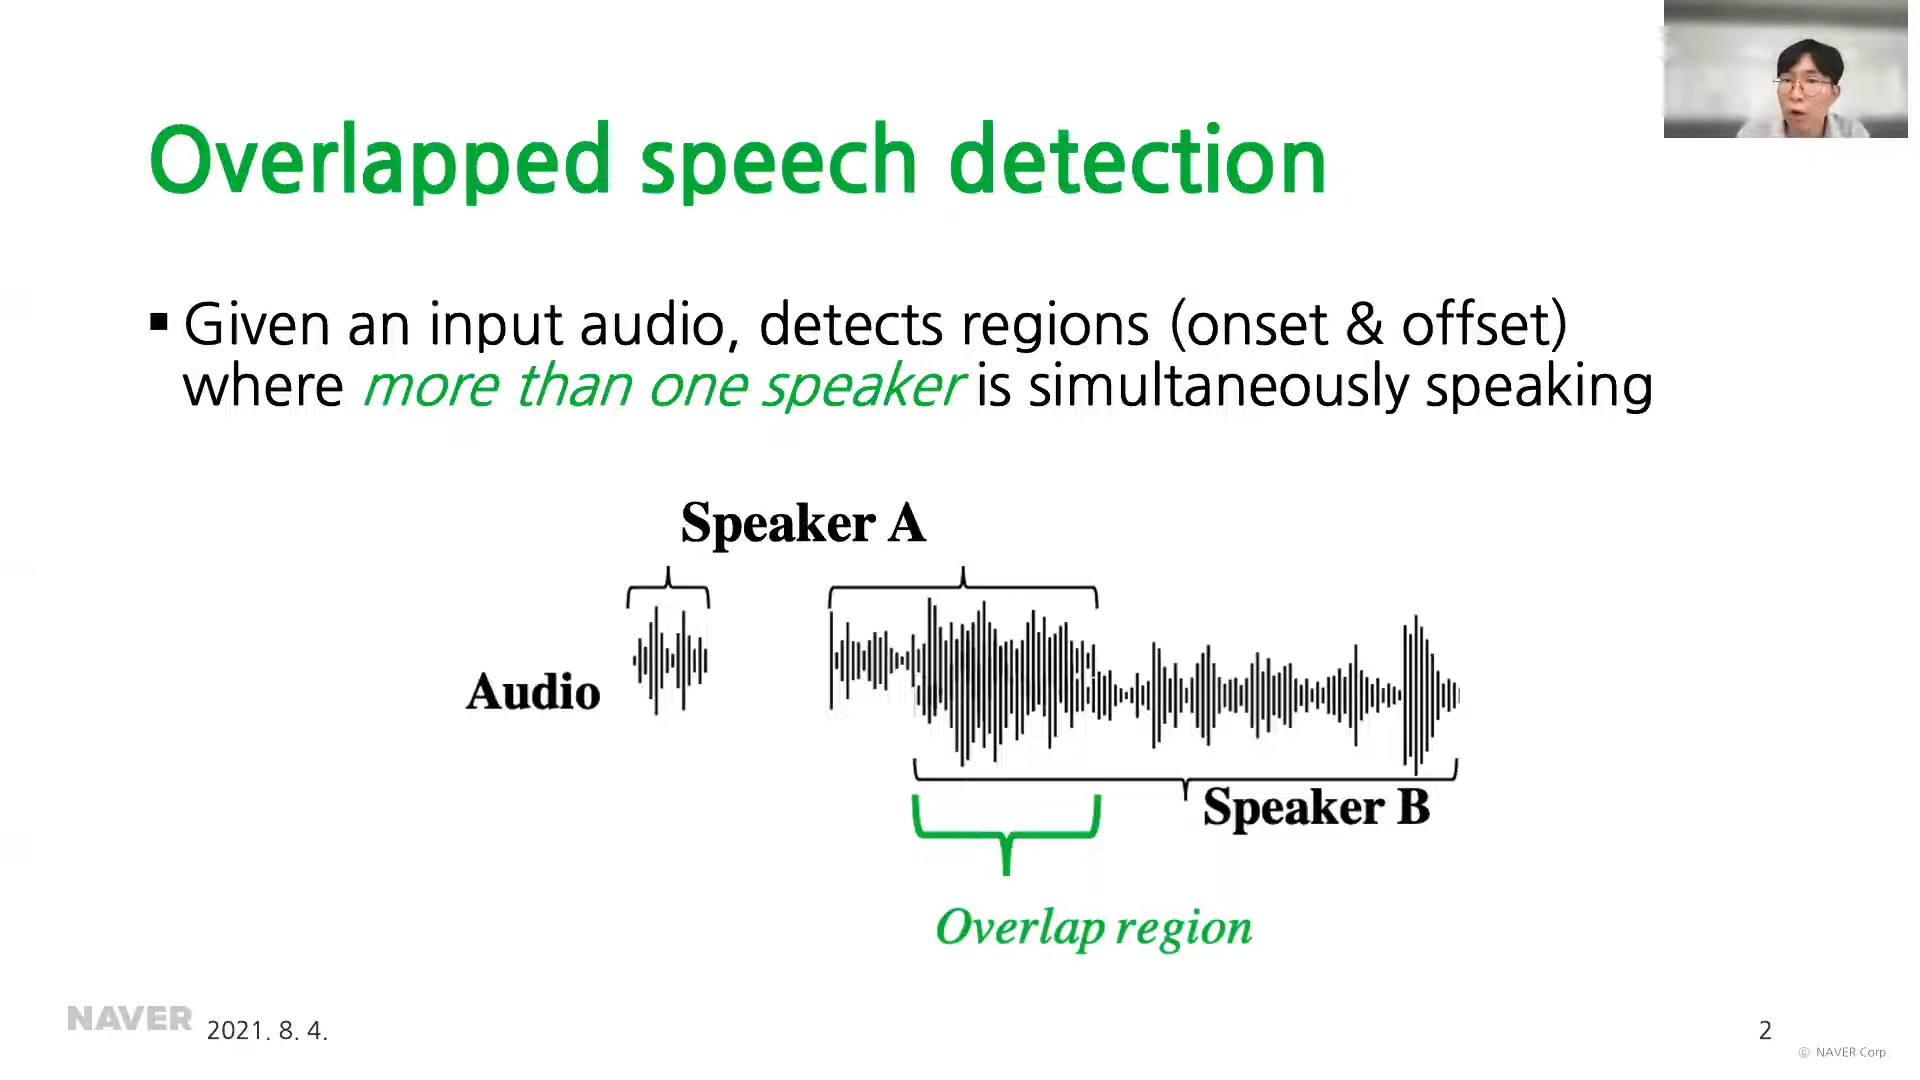 Overlapped speech detection
▪ Given an input audio, detects regions (onset & offset)
where more than one speaker is simultaneously speaking
Speaker A
Audio
Speaker B
Overlap region
NAVER 2021. 8. 4.
2
ⓒ NAVER Corp.